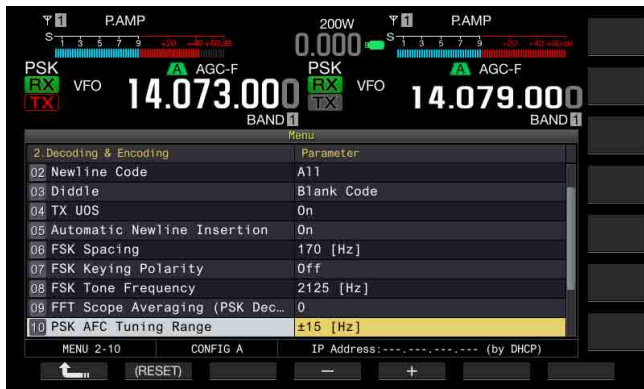 1 P.AMP 200W 1 P.AMP
S 1 3 5 7 9 +20 +40 +60dB 0.000 S 1 3 5 7 9 +20 +40 +60dB
PSK A AGC-F PSK A AGC-F
RX VFO 14.073.000 RX VFO 14.079.000
TX TX
BAND 1 BAND 1
Menu
2.Decoding & Encoding Parameter
02 Newline Code All
03 Diddle Blank Code
04 TX UOS On
05 Automatic Newline Insertion On
06 FSK Spacing 170 [Hz]
07 FSK Keying Polarity Off
08 FSK Tone Frequency 2125 [Hz]
09 FFT Scope Averaging (PSK Dec… 0
10 PSK AFC Tuning Range ±15 [Hz]
MENU 2-10 CONFIG A IP Address:---.---.---.--- (by DHCP)
(RESET) − +